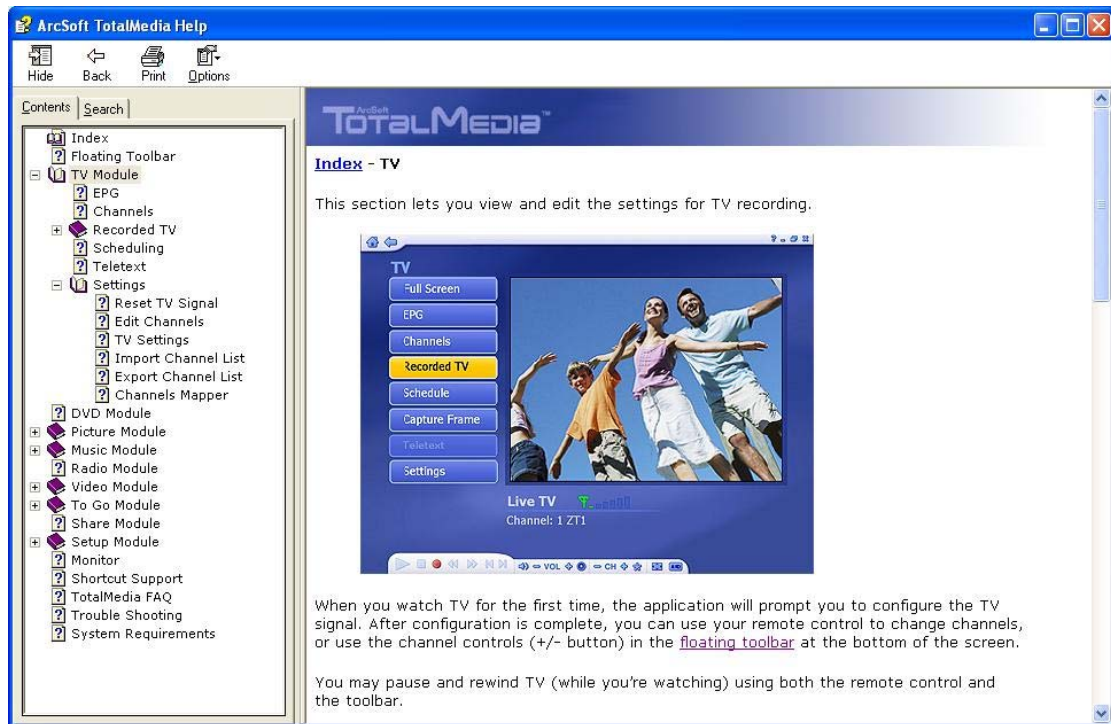 ArcSoft TotalMedia Help
Hide Back Print Options
Contents Search
Index
Floating Toolbar
TV Module
EPG
Channels
Recorded TV
Scheduling
Teletext
Settings
Reset TV Signal
Edit Channels
TV Settings
Import Channel List
Export Channel List
Channels Mapper
DVD Module
Picture Module
Music Module
Radio Module
Video Module
To Go Module
Share Module
Setup Module
Monitor
Shortcut Support
TotalMedia FAQ
Trouble Shooting
System Requirements
ArcSoft
TOTALMEDIA™
Index - TV
This section lets you view and edit the settings for TV recording.
TV
Full Screen
EPG
Channels
Recorded TV
Schedule
Capture Frame
Teletext
Settings
Live TV
Channel: 1 ZT1
VOL CH
When you watch TV for the first time, the application will prompt you to configure the TV
signal. After configuration is complete, you can use your remote control to change channels,
or use the channel controls (+/- button) in the floating toolbar at the bottom of the screen.
You may pause and rewind TV (while you're watching) using both the remote control and
the toolbar.